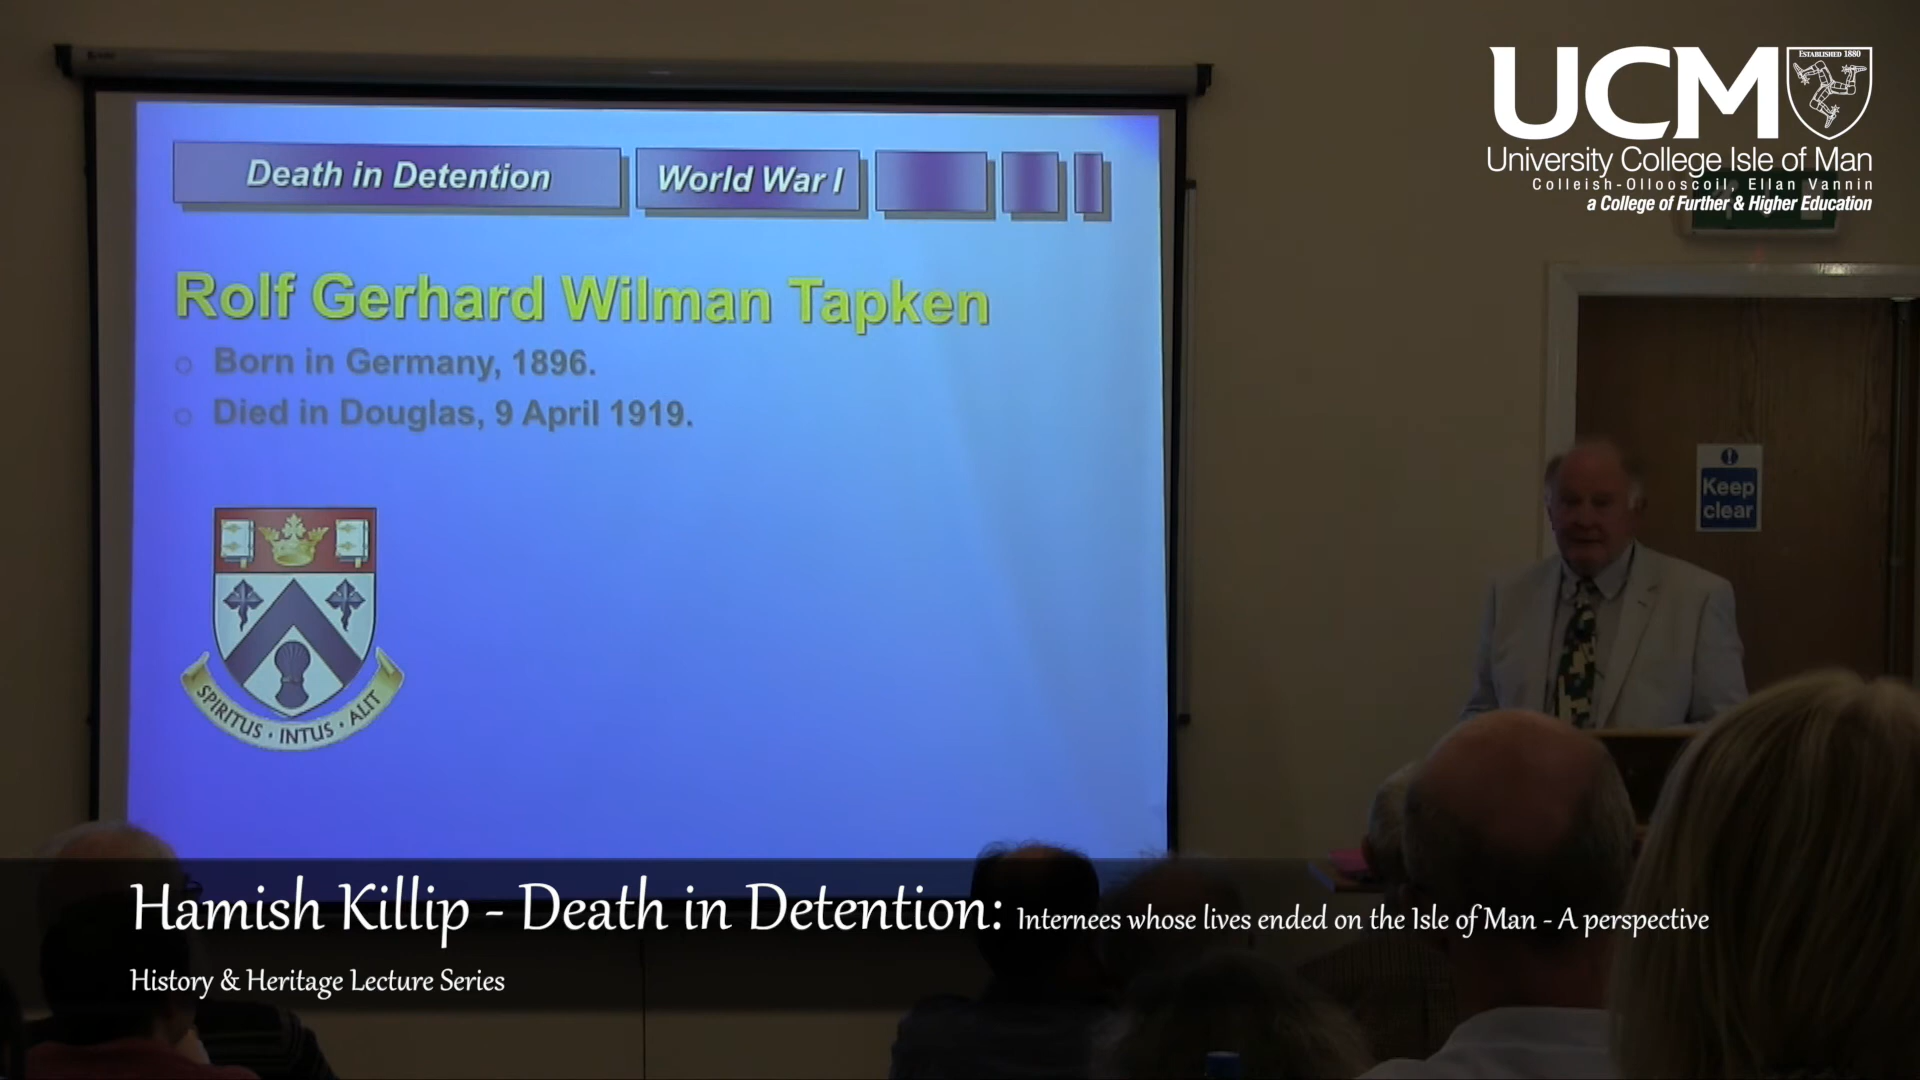 Death in Detention
World War I
Rolf Gerhard Wilman Tapken
Born in Germany, 1896.
Died in Douglas, 9 April 1919.
SPIRITUS · INTUS · ALIT
ESTABLISHED 1880
UCM
University College Isle of Man
Colleish-Ollooscoil, Ellan Vannin
a College of Further & Higher Education
Keep
clear
Hamish Killip - Death in Detention: Internees whose lives ended on the Isle of Man - A perspective
History & Heritage Lecture Series